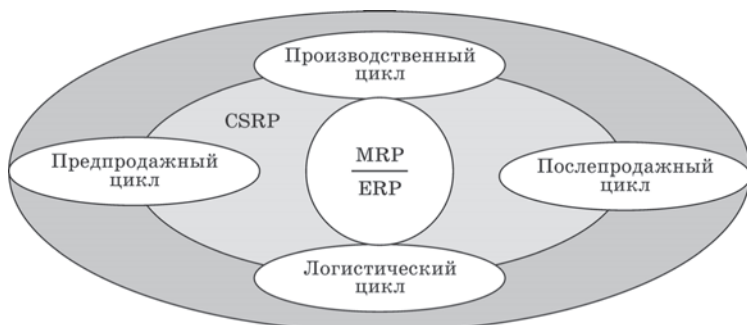 Производственный
цикл
CSRP
Предпродажный
цикл
MRP
ERP
Послепродажный
цикл
Логистический
цикл